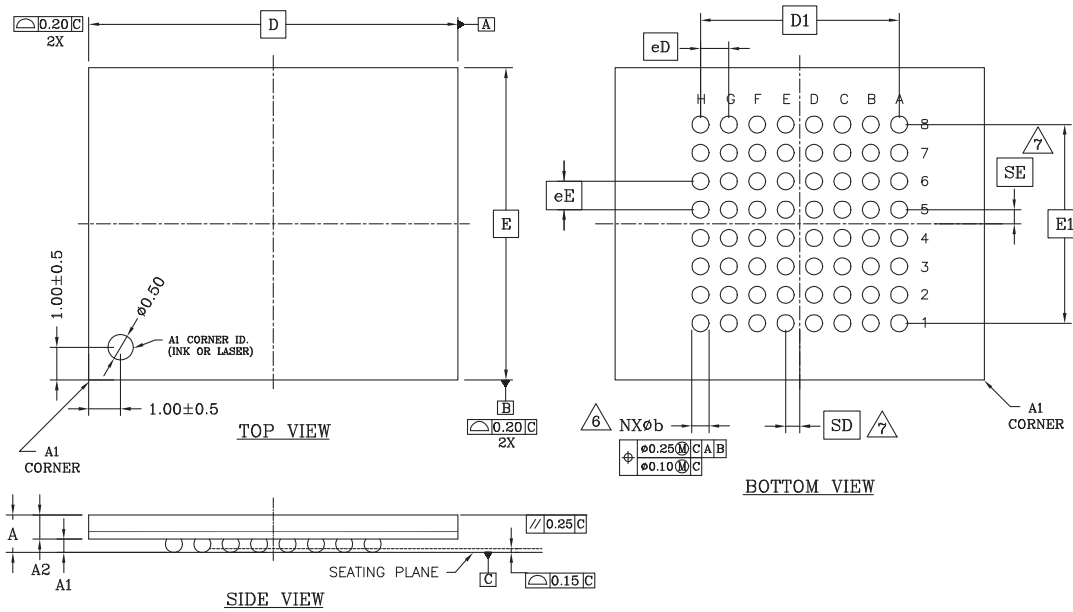 ⌓ 0.20 C
2X
D
A
E
1.00±0.5
ø0.50
A1 CORNER ID.
(INK OR LASER)
1.00±0.5
B
⌓ 0.20 C
2X
A1
CORNER
TOP VIEW
D1
eD
H G F E D C B A
8
7
6
5
4
3
2
1
7
SE
eE
E1
6
NXøb
⌖ ø0.25Ⓜ C A B
ø0.10Ⓜ C
SD
7
A1
CORNER
BOTTOM VIEW
A
A2
A1
// 0.25 C
SEATING PLANE
C
⌓ 0.15 C
SIDE VIEW